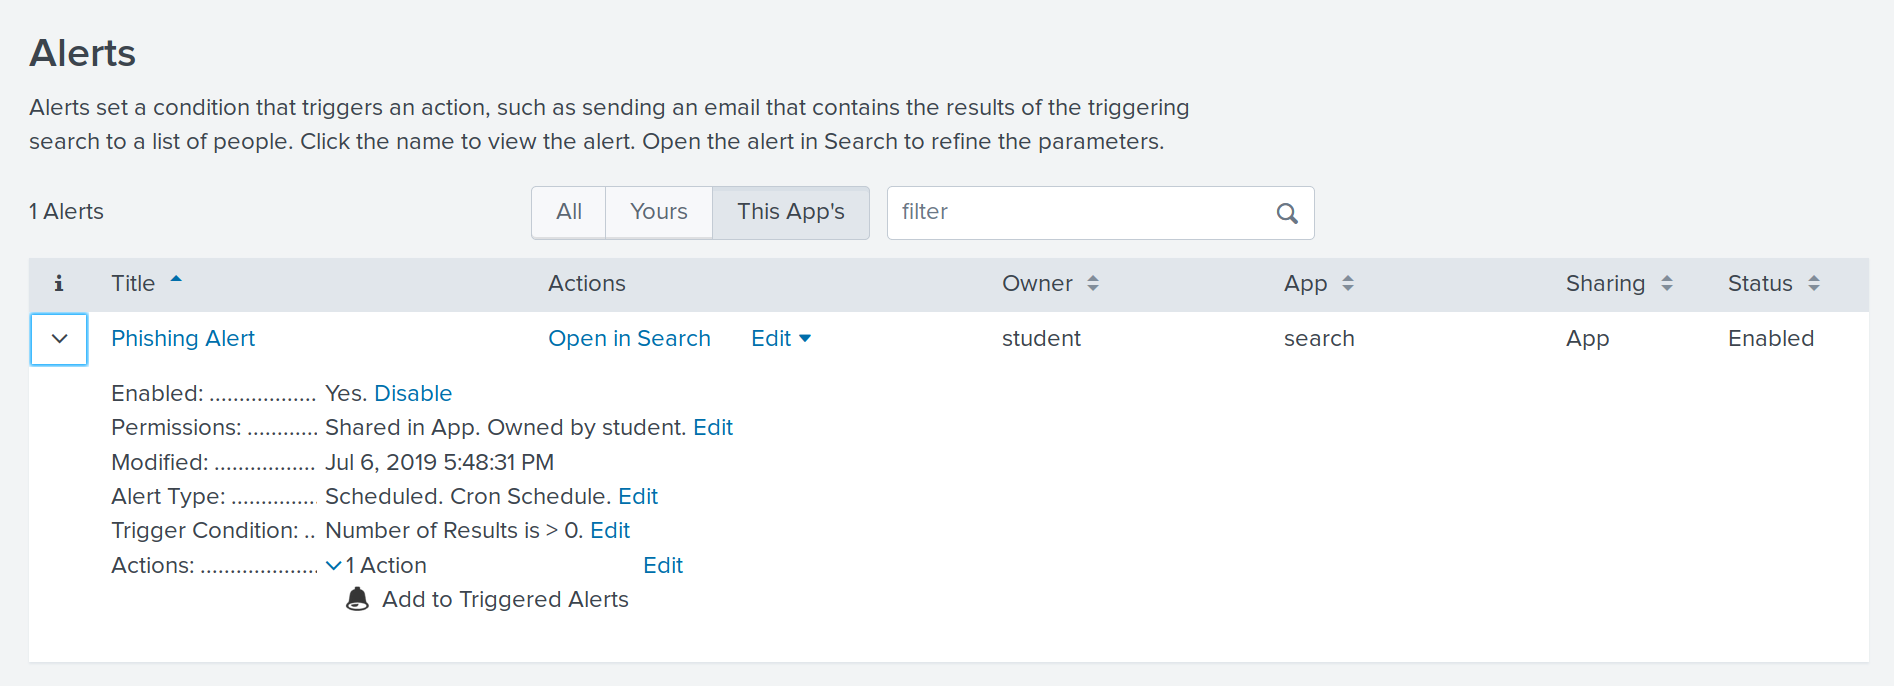 Alerts
Alerts set a condition that triggers an action, such as sending an email that contains the results of the triggering
search to a list of people. Click the name to view the alert. Open the alert in Search to refine the parameters.
1 Alerts All Yours This App's filter
i Title Actions Owner App Sharing Status
Phishing Alert Open in Search Edit student search App Enabled
Enabled: .................. Yes. Disable
Permissions: ............ Shared in App. Owned by student. Edit
Modified: ................. Jul 6, 2019 5:48:31 PM
Alert Type: .............. Scheduled. Cron Schedule. Edit
Trigger Condition: .. Number of Results is > 0. Edit
Actions: .................... 1 Action Edit
Add to Triggered Alerts